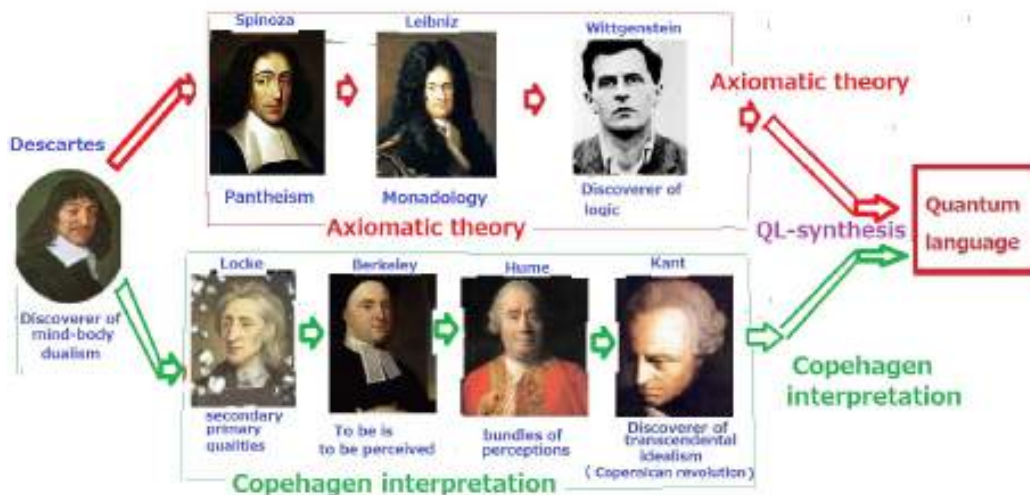 Spinoza
Leibniz
Wittgenstein
Axiomatic theory
Descartes
Pantheism
Monadology
Discoverer of
logic
Axiomatic theory
QL-synthesis
Quantum
language
Discoverer of
mind-body
dualism
Locke
Berkeley
Hume
Kant
secondary
primary
qualities
To be is
to be perceived
bundles of
perceptions
Discoverer of
transcendental
idealism
( Copernican revolution)
Copehagen
interpretation
Copehagen interpretation